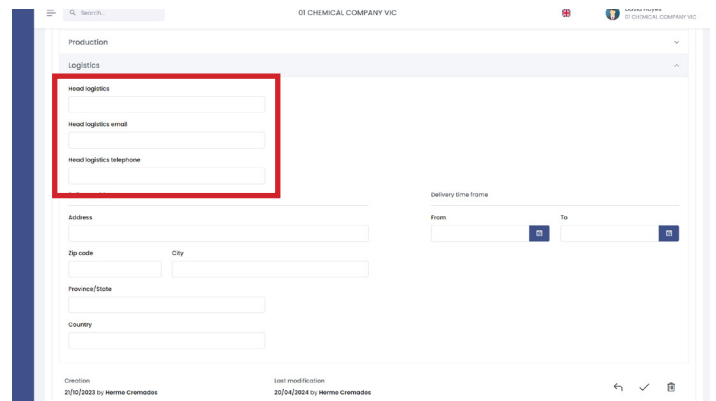 Search...
01 CHEMICAL COMPANY VIC
01 CHEMICAL COMPANY VIC
Production
Logistics
Head logistics
Head logistics email
Head logistics telephone
Delivery time frame
Address
From To
Zip code City
Province/State
Country
Creation Last modification
21/10/2023 by Herme Cremades 20/04/2024 by Herme Cremades